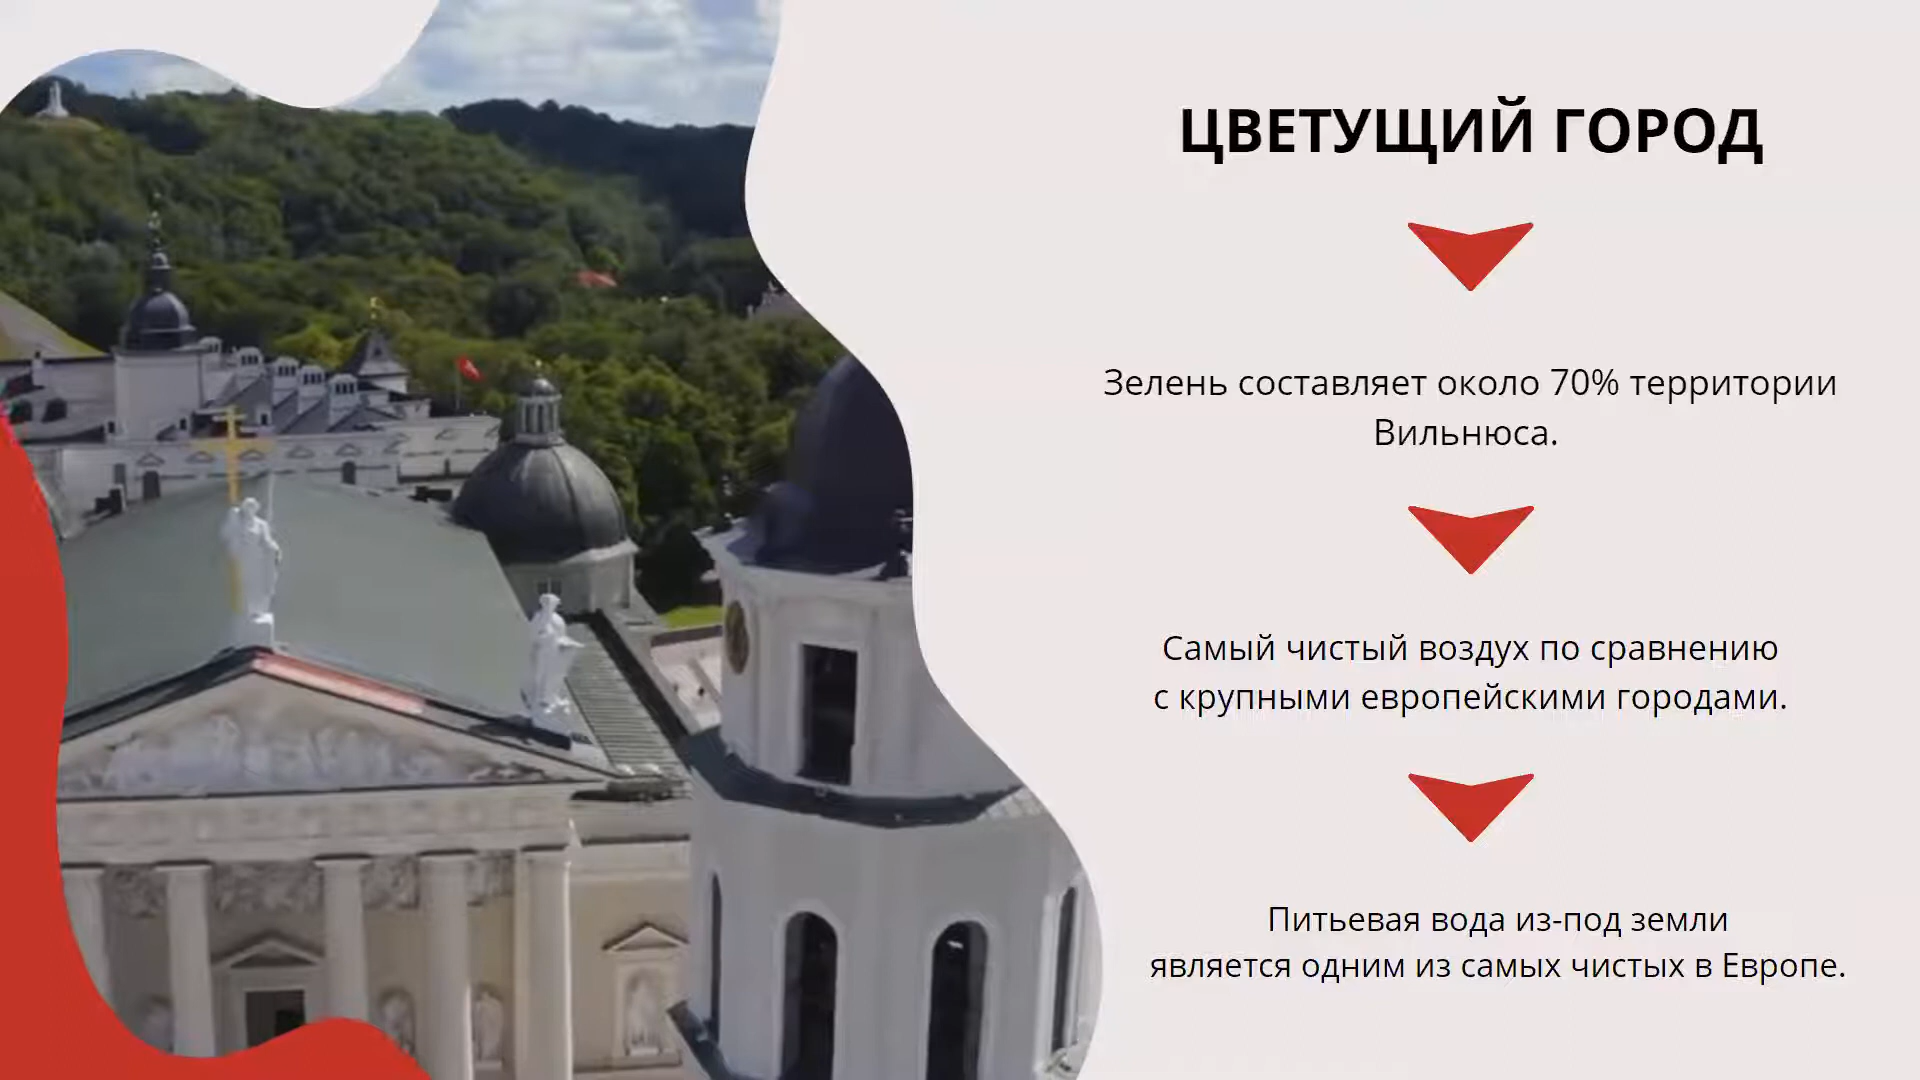 ЦВЕТУЩИЙ ГОРОД
Зелень составляет около 70% территории
Вильнюса.
Самый чистый воздух по сравнению
с крупными европейскими городами.
Питьевая вода из-под земли
является одним из самых чистых в Европе.